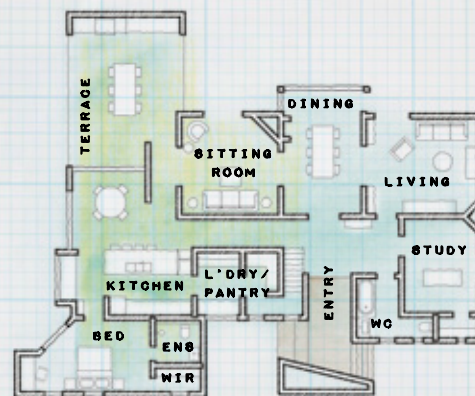 TERRACE
DINING
SITTING
ROOM
LIVING
STUDY
KITCHEN
L'DRY/
PANTRY
ENTRY
WC
BED
ENS
WIR